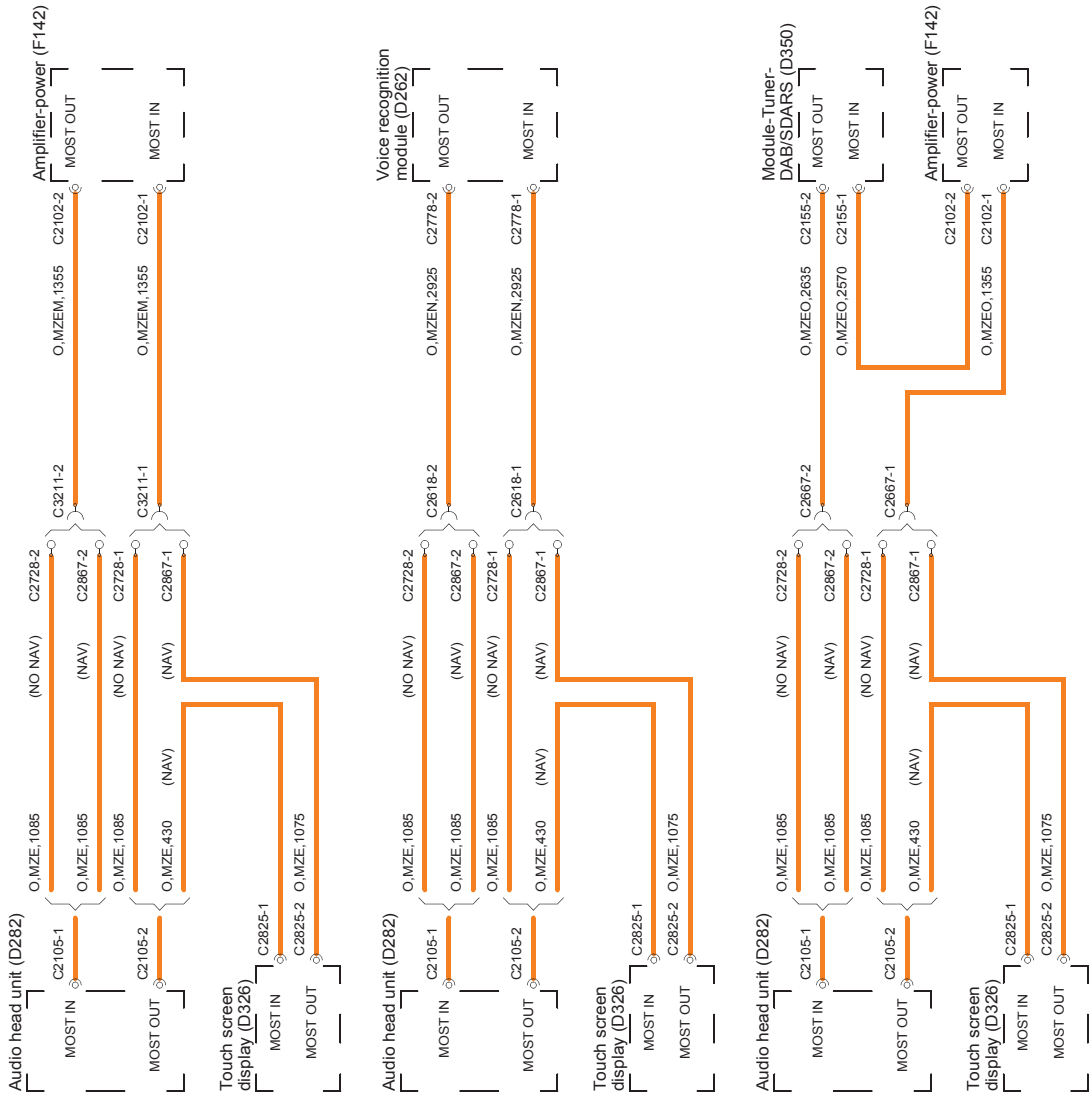 Amplifier-power (F142)
MOST OUT
MOST IN
C2102-2
C2102-1
O,MZEM,1355
O,MZEM,1355
C3211-2
C3211-1
C2728-2
C2867-2
C2728-1
C2867-1
(NO NAV)
(NAV)
(NO NAV)
(NAV)
(NAV)
O,MZE,1085
O,MZE,1085
O,MZE,1085
O,MZE,430
Audio head unit (D282)
C2105-1
C2105-2
MOST IN
MOST OUT
C2825-1
C2825-2
O,MZE,1075
Touch screen
display (D326)
MOST IN
MOST OUT
Voice recognition
module (D262)
MOST OUT
MOST IN
C2778-2
C2778-1
O,MZEN,2925
O,MZEN,2925
C2618-2
C2618-1
C2728-2
C2867-2
C2728-1
C2867-1
(NO NAV)
(NAV)
(NO NAV)
(NAV)
(NAV)
O,MZE,1085
O,MZE,1085
O,MZE,1085
O,MZE,430
Audio head unit (D282)
C2105-1
C2105-2
MOST IN
MOST OUT
C2825-1
C2825-2
O,MZE,1075
Touch screen
display (D326)
MOST IN
MOST OUT
Module-Tuner-
DAB/SDARS (D350)
MOST OUT
MOST IN
C2155-2
C2155-1
O,MZEO,2635
O,MZEO,2570
Amplifier-power (F142)
MOST OUT
MOST IN
C2102-2
C2102-1
O,MZEO,1355
C2667-2
C2667-1
C2728-2
C2867-2
C2728-1
C2867-1
(NO NAV)
(NAV)
(NO NAV)
(NAV)
(NAV)
O,MZE,1085
O,MZE,1085
O,MZE,1085
O,MZE,430
Audio head unit (D282)
C2105-1
C2105-2
MOST IN
MOST OUT
C2825-1
C2825-2
O,MZE,1075
Touch screen
display (D326)
MOST IN
MOST OUT